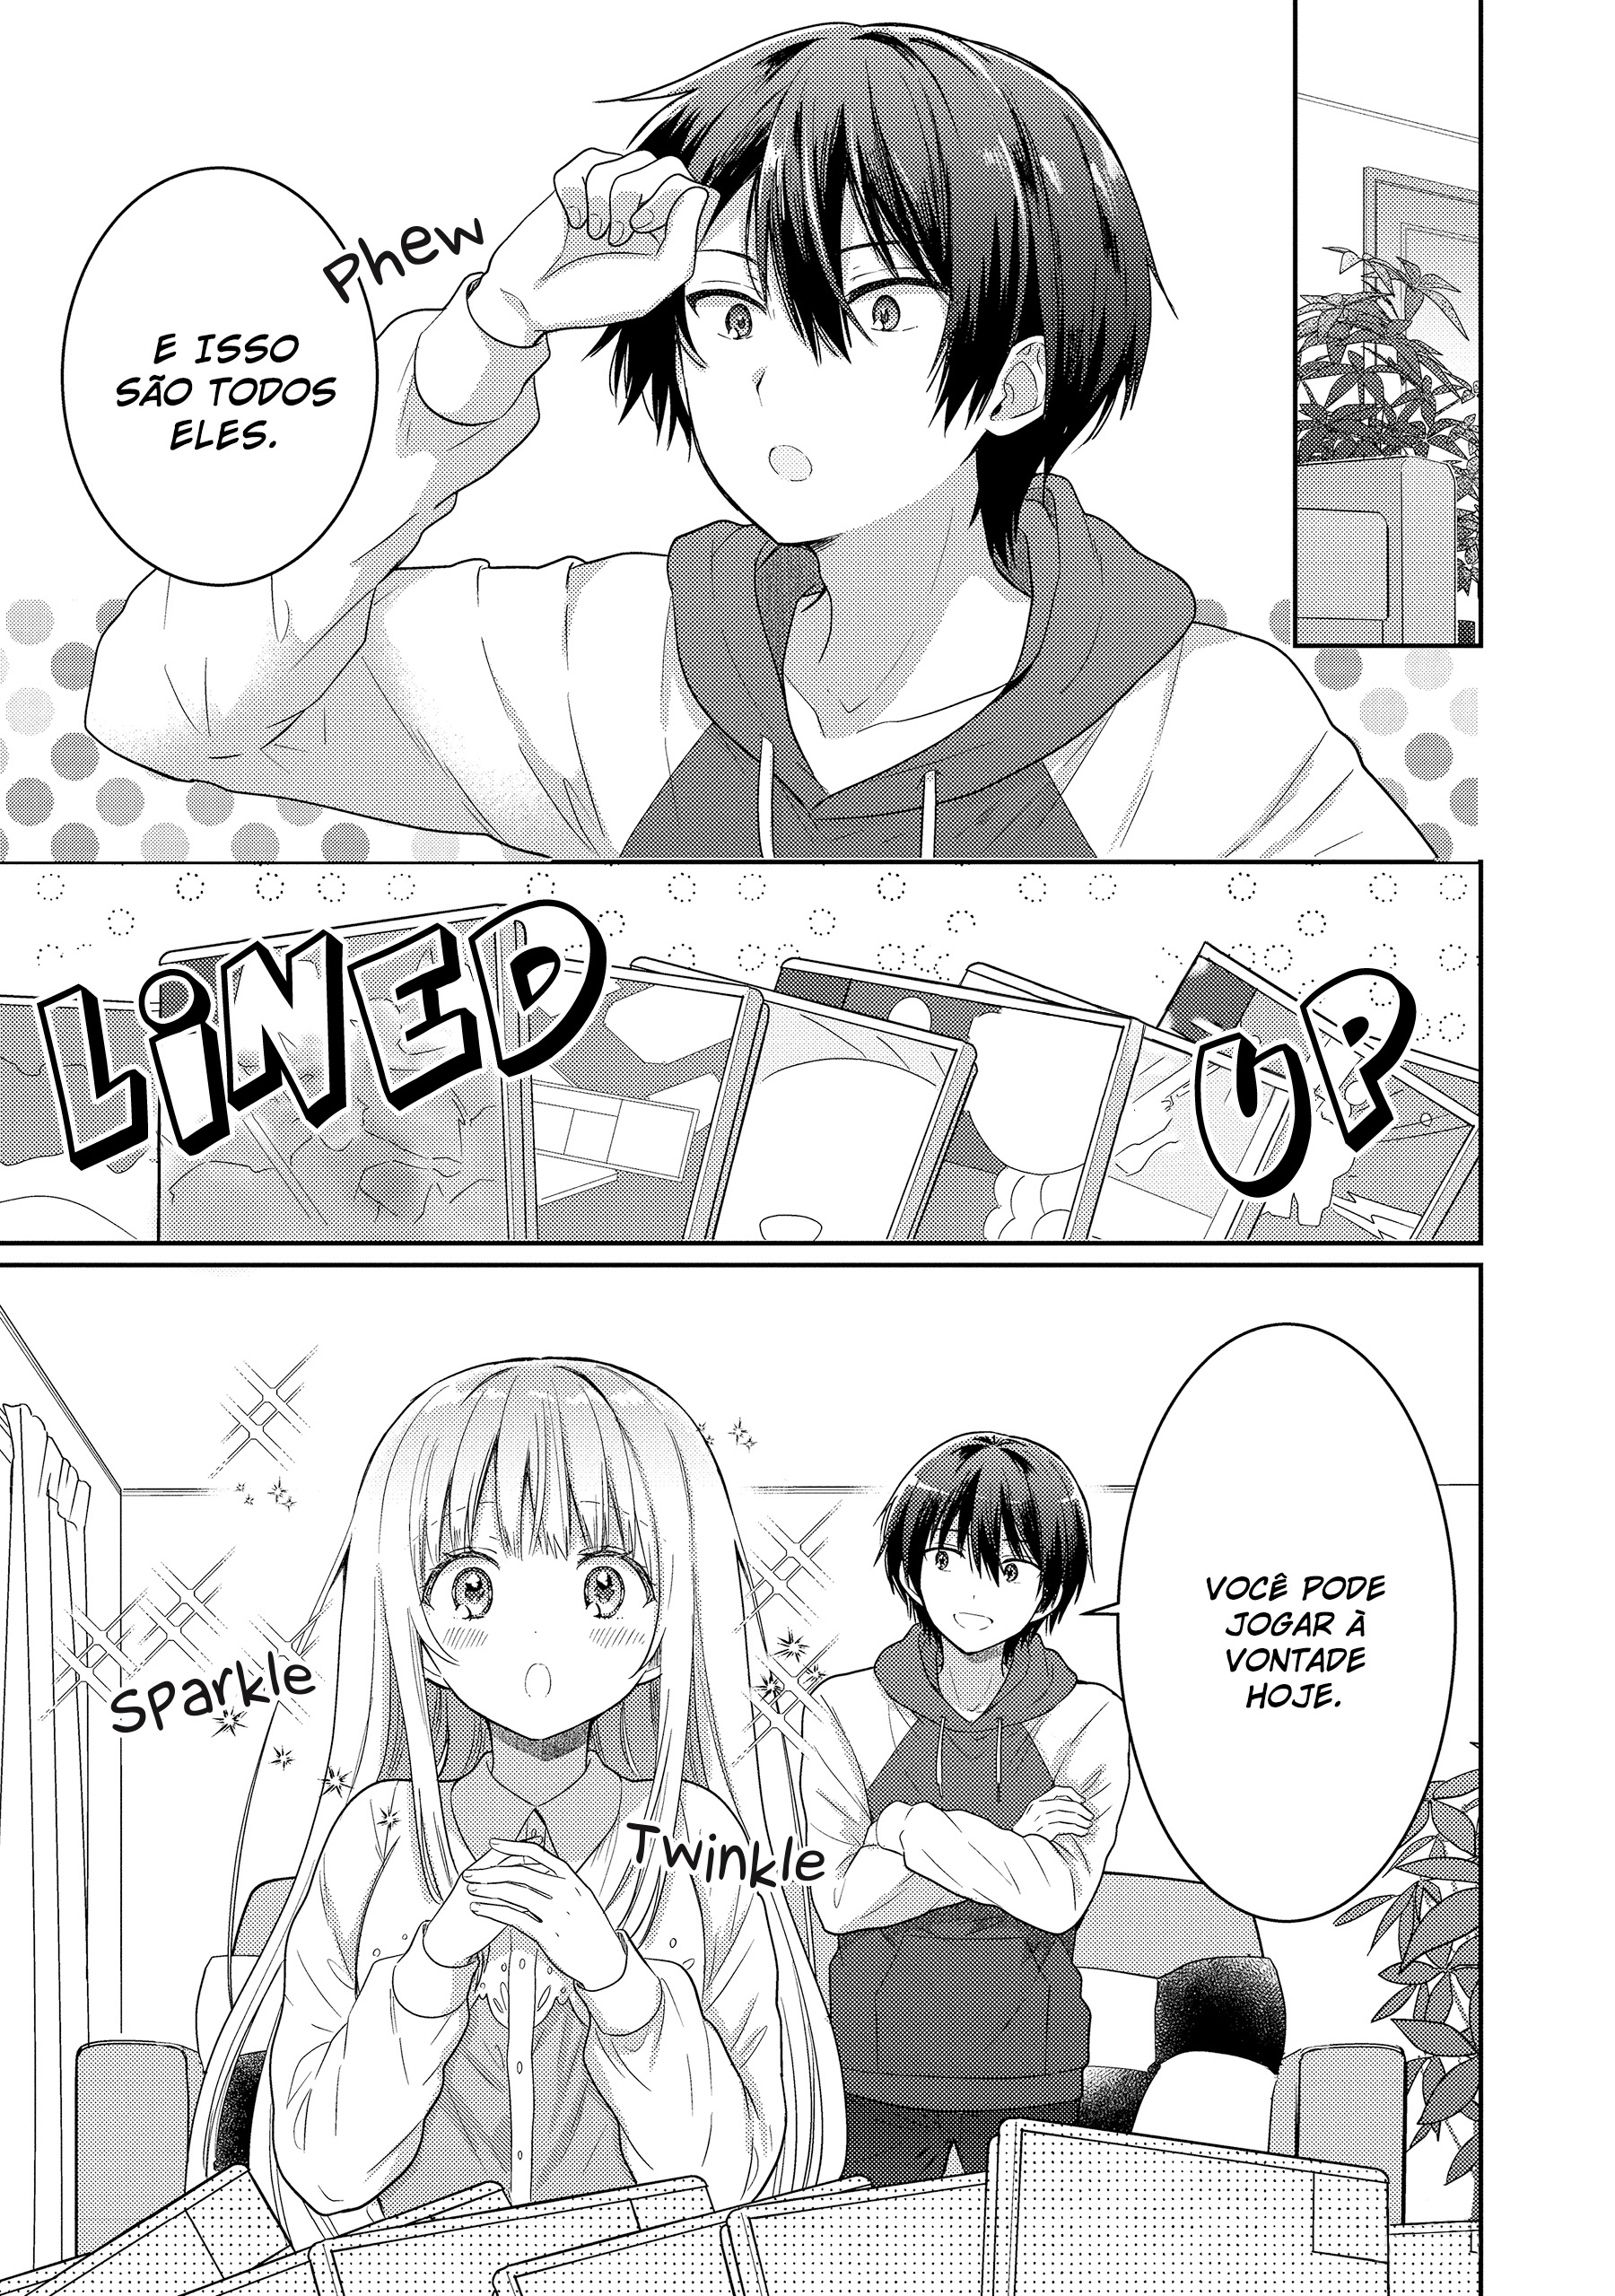 Phew
E ISSO
SÃO TODOS
ELES.
LINED
UP
VOCÊ PODE
JOGAR À
VONTADE
HOJE.
Sparkle
Twinkle